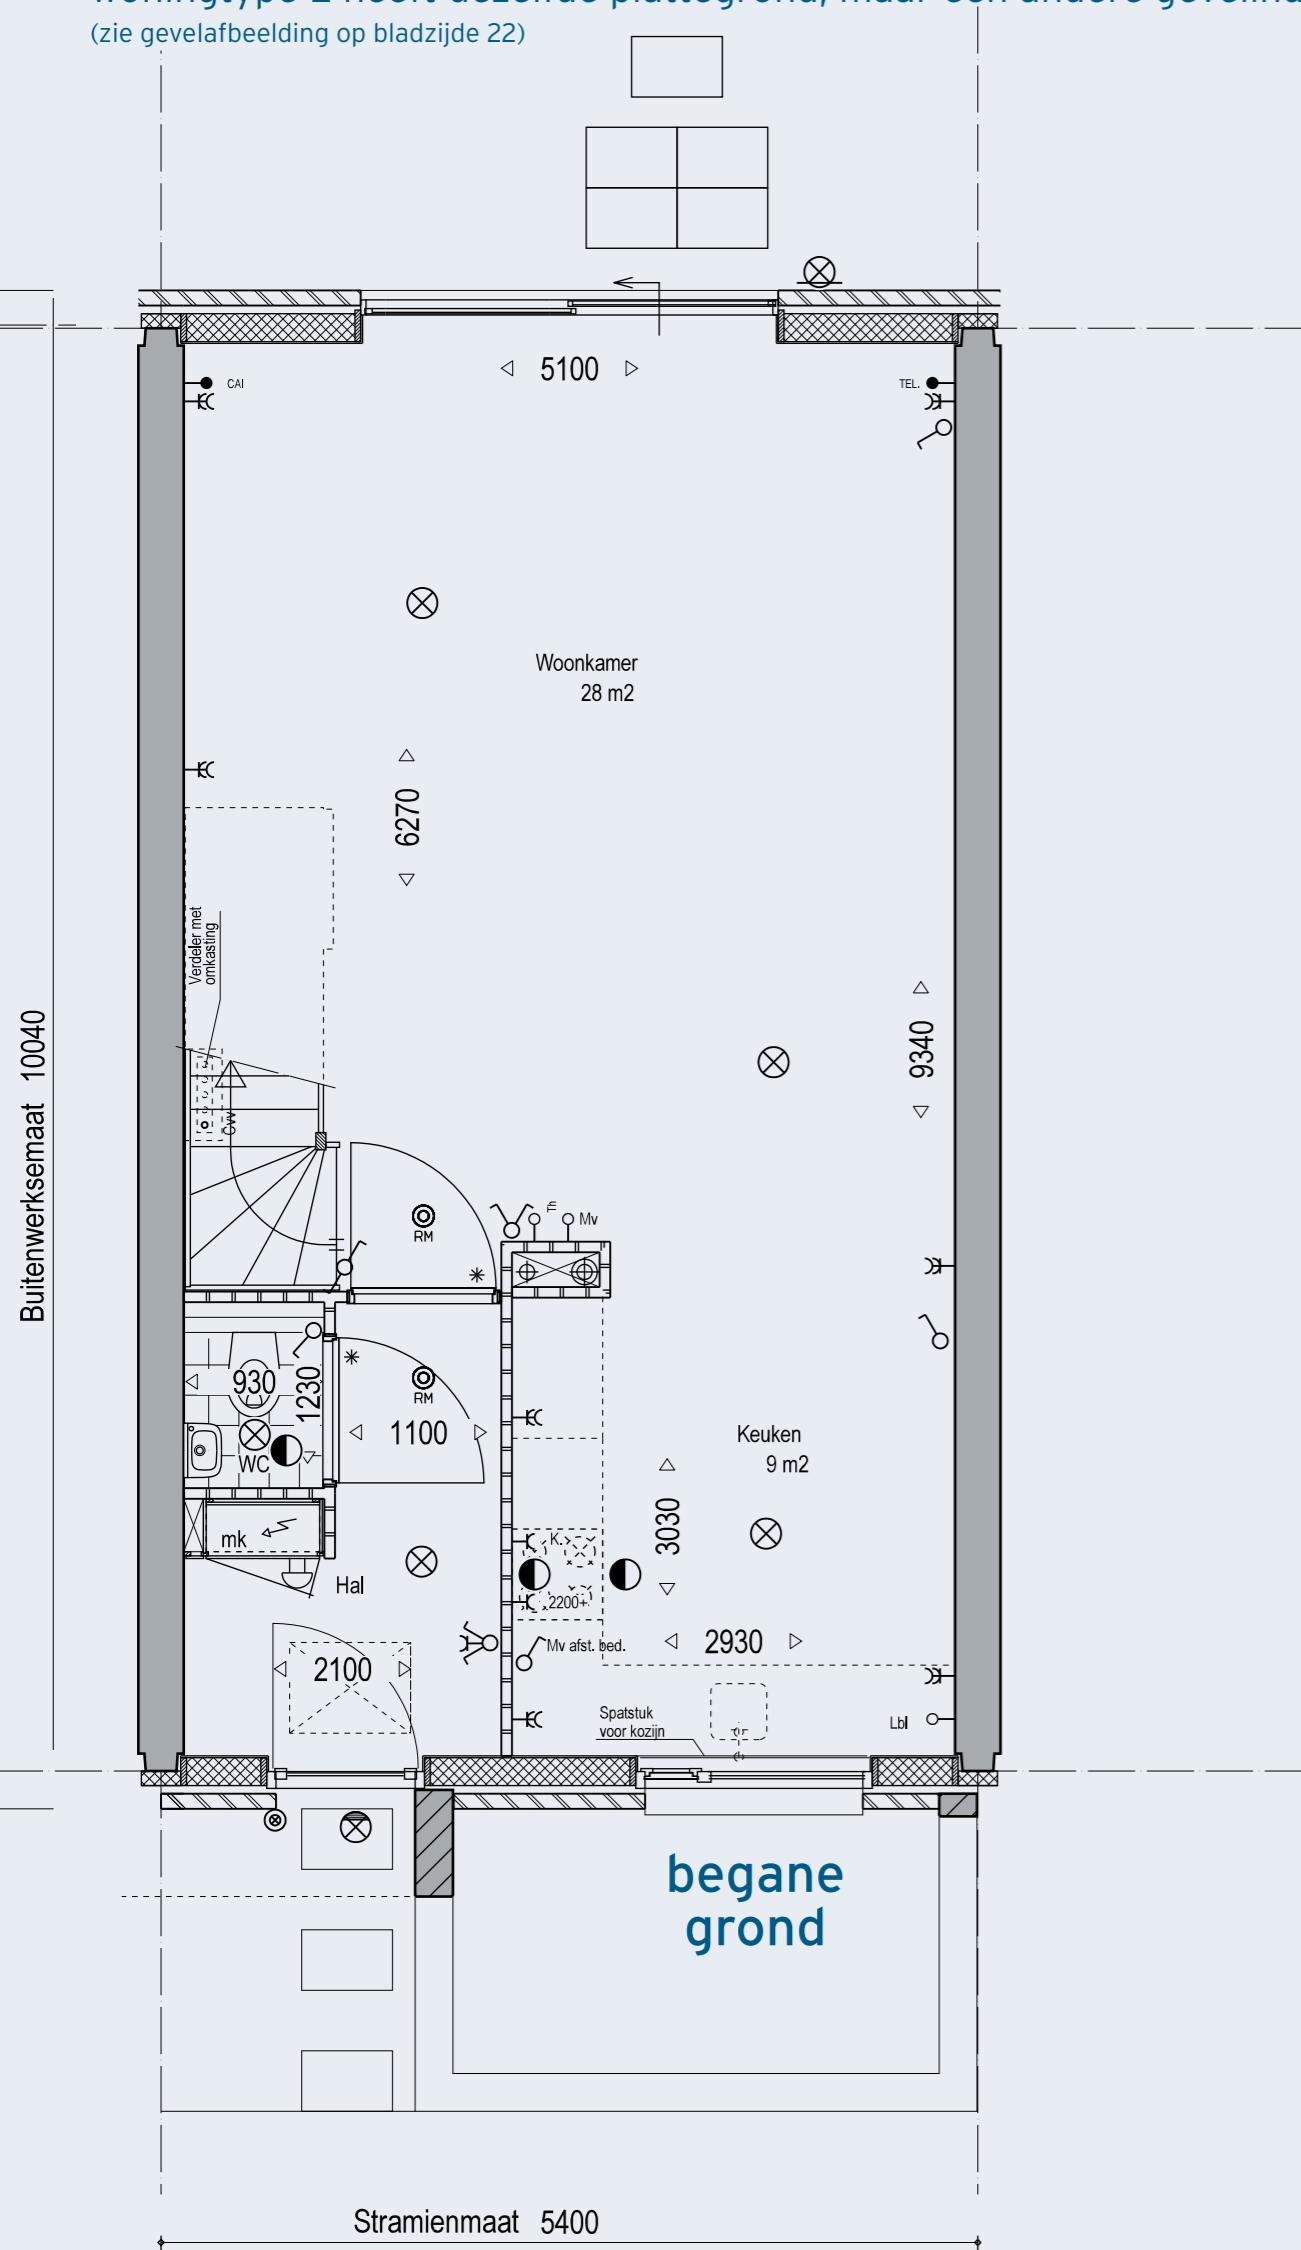 (zie gevelafbeelding op bladzijde 22)
5100
CAI
TEL.
Woonkamer
28 m2
6270
Verdeler met
omkasting
9340
Buitenwerksemaat 10040
Cvv
RM
Th
Mv
930
1230
RM
1100
WC
Keuken
9 m2
3030
mk
K.
Hal
2200+
Mv afst. bed.
2930
2100
Spatstuk
voor kozijn
Lbl
begane
grond
Stramienmaat 5400